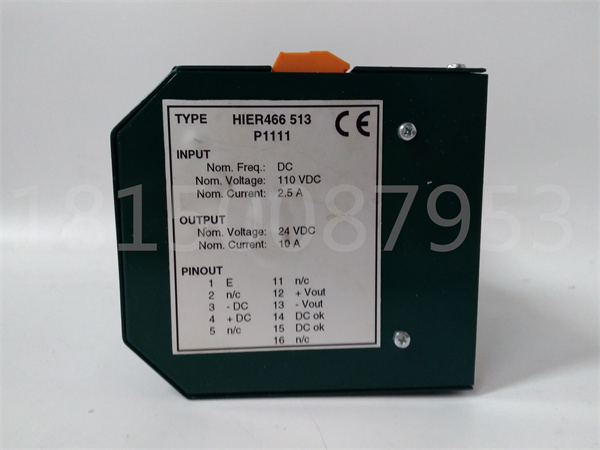 TYPE HIER466 513
P1111
CE
INPUT
Nom. Freq.: DC
Nom. Voltage: 110 VDC
Nom. Current: 2.5 A
OUTPUT
Nom. Voltage: 24 VDC
Nom. Current: 10 A
PINOUT
1 E 11 n/c
2 n/c 12 + Vout
3 - DC 13 - Vout
4 + DC 14 DC ok
5 n/c 15 DC ok
16 n/c